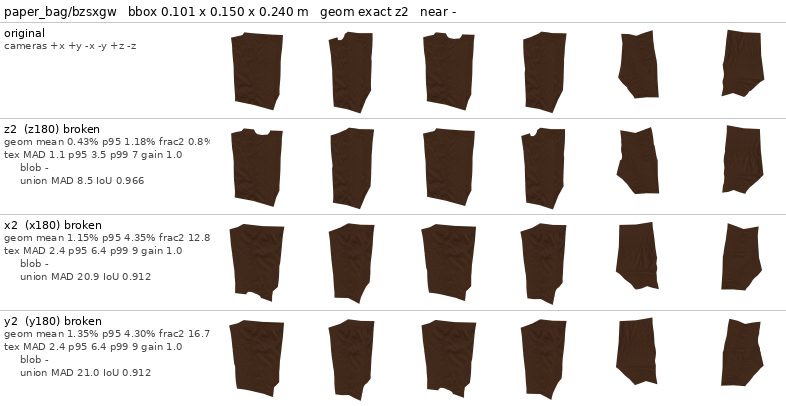 paper_bag/bzsxgw bbox 0.101 x 0.150 x 0.240 m geom exact z2 near -
original
cameras +x +y -x -y +z -z
z2 (z180) broken
geom mean 0.43% p95 1.18% frac2 0.8%
tex MAD 1.1 p95 3.5 p99 7 gain 1.0
blob -
union MAD 8.5 IoU 0.966
x2 (x180) broken
geom mean 1.15% p95 4.35% frac2 12.8
tex MAD 2.4 p95 6.4 p99 9 gain 1.0
blob -
union MAD 20.9 IoU 0.912
y2 (y180) broken
geom mean 1.35% p95 4.30% frac2 16.7
tex MAD 2.4 p95 6.4 p99 9 gain 1.0
blob -
union MAD 21.0 IoU 0.912